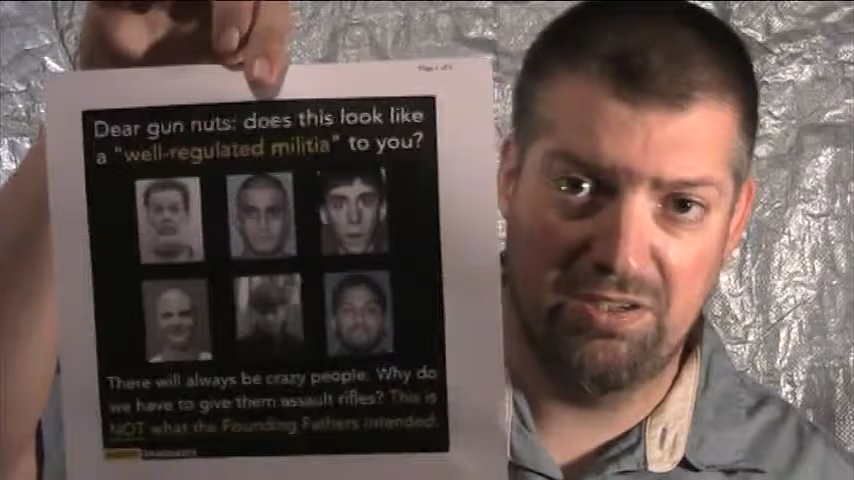 Dear gun nuts: does this look like
a "well-regulated militia" to you?
There will always be crazy people. Why do
we have to give them assault rifles? This is
NOT what the Founding Fathers intended.